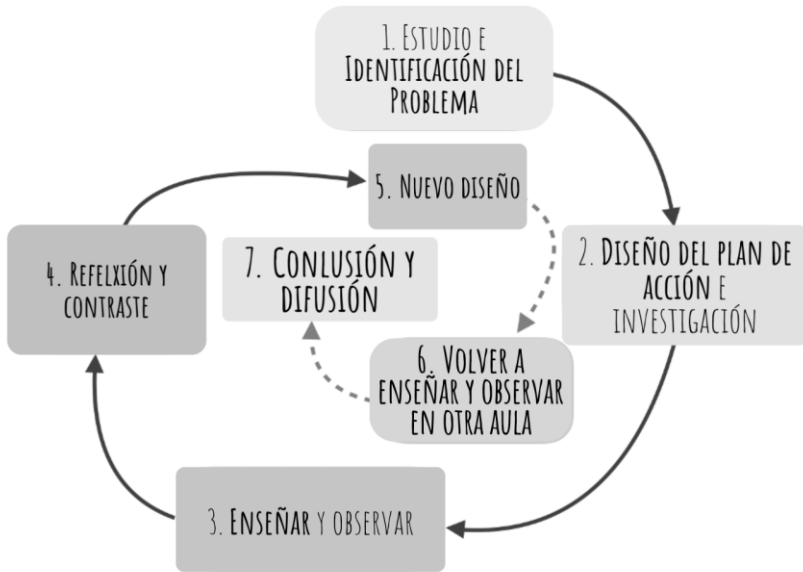 1. ESTUDIO E
IDENTIFICACIÓN DEL
PROBLEMA
2. DISEÑO DEL PLAN DE
ACCIÓN E
INVESTIGACIÓN
3. ENSEÑAR Y OBSERVAR
4. REFELXIÓN Y
CONTRASTE
5. NUEVO DISEÑO
6. VOLVER A
ENSEÑAR Y OBSERVAR
EN OTRA AULA
7. CONLUSIÓN Y
DIFUSIÓN